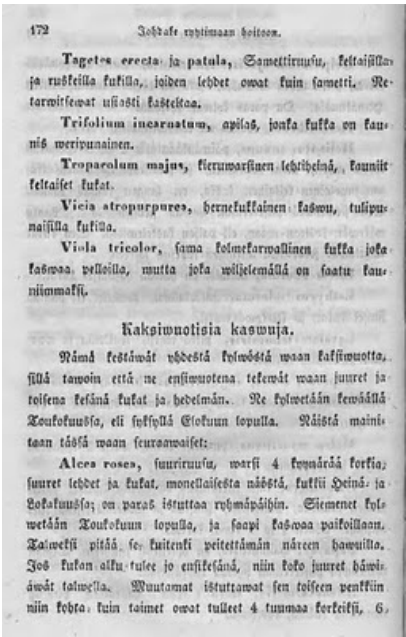 172 Johdake ryytimaan hoitoon.
Tagetes erecta ja patula, Samettiruusu, keltaisilla
ja ruskeilla kukilla, joiden lehdet owat kuin sametti. Ne
tarwitsewat usiasti kasteltaa.
Trifolium incarnatum, apilas, jonka kukka on kau-
nis weripunainen.
Tropaeolum majus, kieruwarsinen lehtiheinä, kauniit
keltaiset kukat.
Vicia atropurpurea, hernekukkainen kaswu, tulipu-
naisilla kukilla.
Viola tricolor, sama kolmekarwallinen kukka joka
kaswaa pelloilla, mutta joka wiljelemällä on saatu kau-
niimmaksi.
Kaksiwuotisia kaswuja.
Nämä kestäwät yhdestä kylwöstä waan kaksiwuotta,
sillä tawoin että ne ensiwuotena tekewät waan juuret ja
toisena kesänä kukat ja hedelmän. Ne kylwetään kewäällä
Toukokuussa, eli syksyllä Elokuun lopulla. Näistä maini-
taan tässä waan seuraawaiset:
Alcea rosea, suuriruusu, warsi 4 kyynärää korkia,
suuret lehdet ja kukat, monellaisesta näöstä, kukkii Heinä- ja
Lokakuussa; on paras istuttaa ryhmäpäihin. Siemenet kyl-
wetään Toukokuun lopulla, ja saapi kaswaa paikoillaan.
Talweksi pitää se kuitenki peitettämän näreen hawuilla.
Jos kukan alku tulee jo ensikesänä, niin koko juuret häwi-
äwät talwella. Muutamat istuttawat sen toiseen penkkiin
niin kohta kuin taimet owat tulleet 4 tuumaa korkeiksi, 6